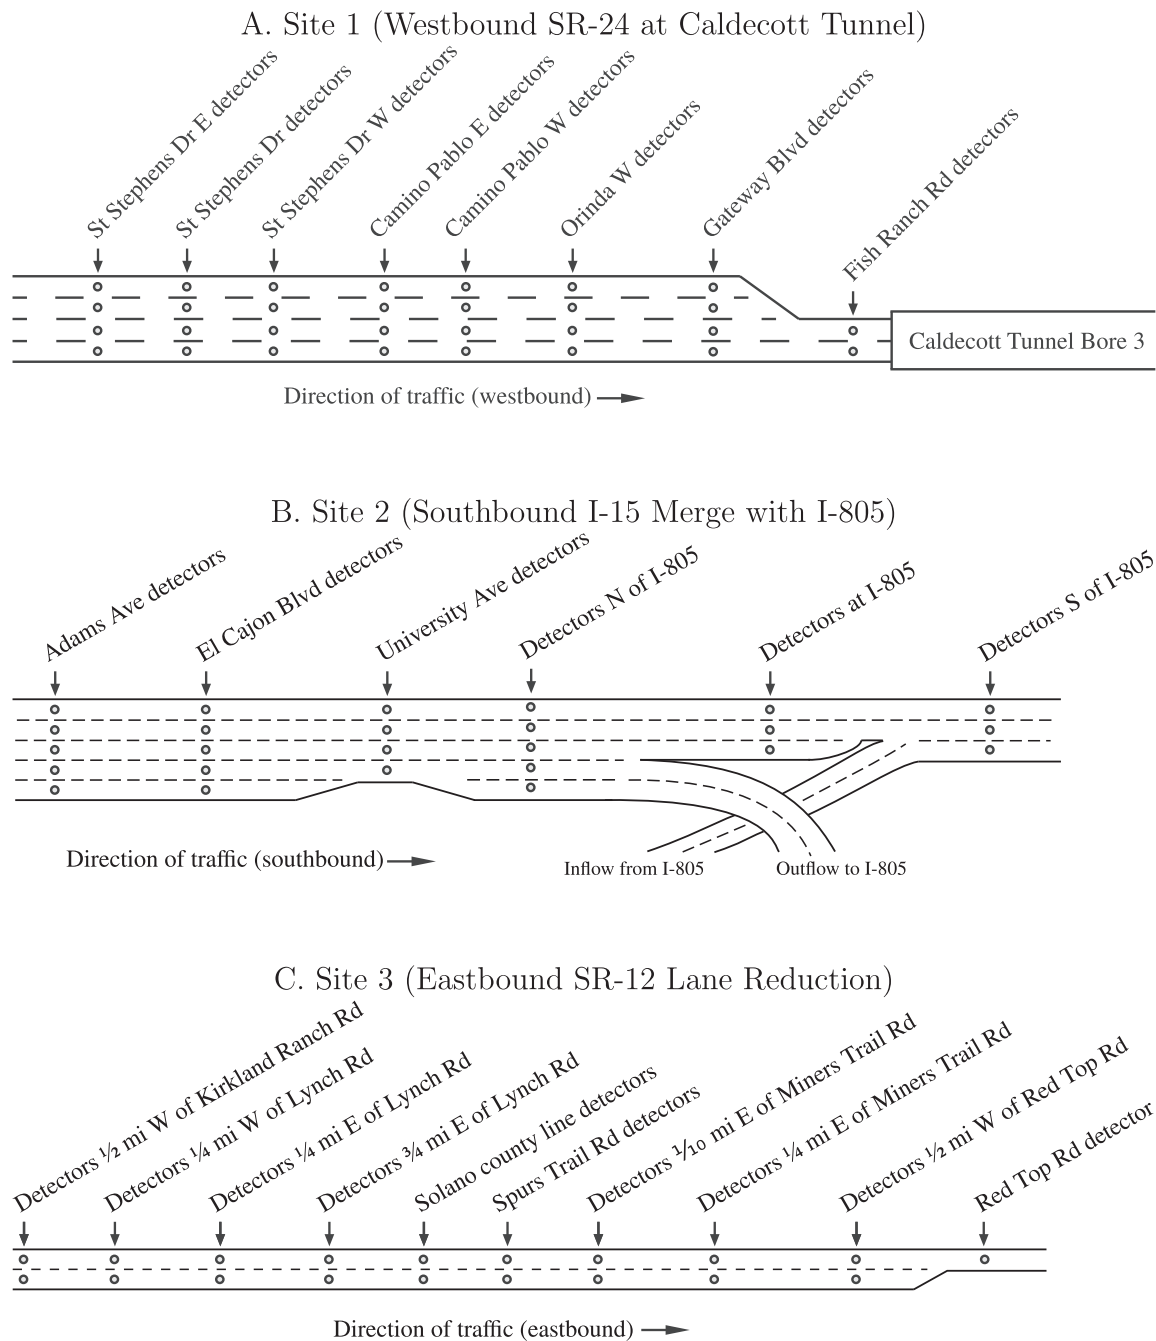 A. Site 1 (Westbound SR-24 at Caldecott Tunnel)
St Stephens Dr E detectors
St Stephens Dr detectors
St Stephens Dr W detectors
Camino Pablo E detectors
Camino Pablo W detectors
Orinda W detectors
Gateway Blvd detectors
Fish Ranch Rd detectors
Caldecott Tunnel Bore 3
Direction of traffic (westbound)
B. Site 2 (Southbound I-15 Merge with I-805)
Adams Ave detectors
El Cajon Blvd detectors
University Ave detectors
Detectors N of I-805
Detectors at I-805
Detectors S of I-805
Direction of traffic (southbound)
Inflow from I-805
Outflow to I-805
C. Site 3 (Eastbound SR-12 Lane Reduction)
Detectors ½ mi W of Kirkland Ranch Rd
Detectors ¼ mi W of Lynch Rd
Detectors ¼ mi E of Lynch Rd
Detectors ¾ mi E of Lynch Rd
Solano county line detectors
Spurs Trail Rd detectors
Detectors ⅒ mi E of Miners Trail Rd
Detectors ¼ mi E of Miners Trail Rd
Detectors ½ mi W of Red Top Rd
Red Top Rd detector
Direction of traffic (eastbound)